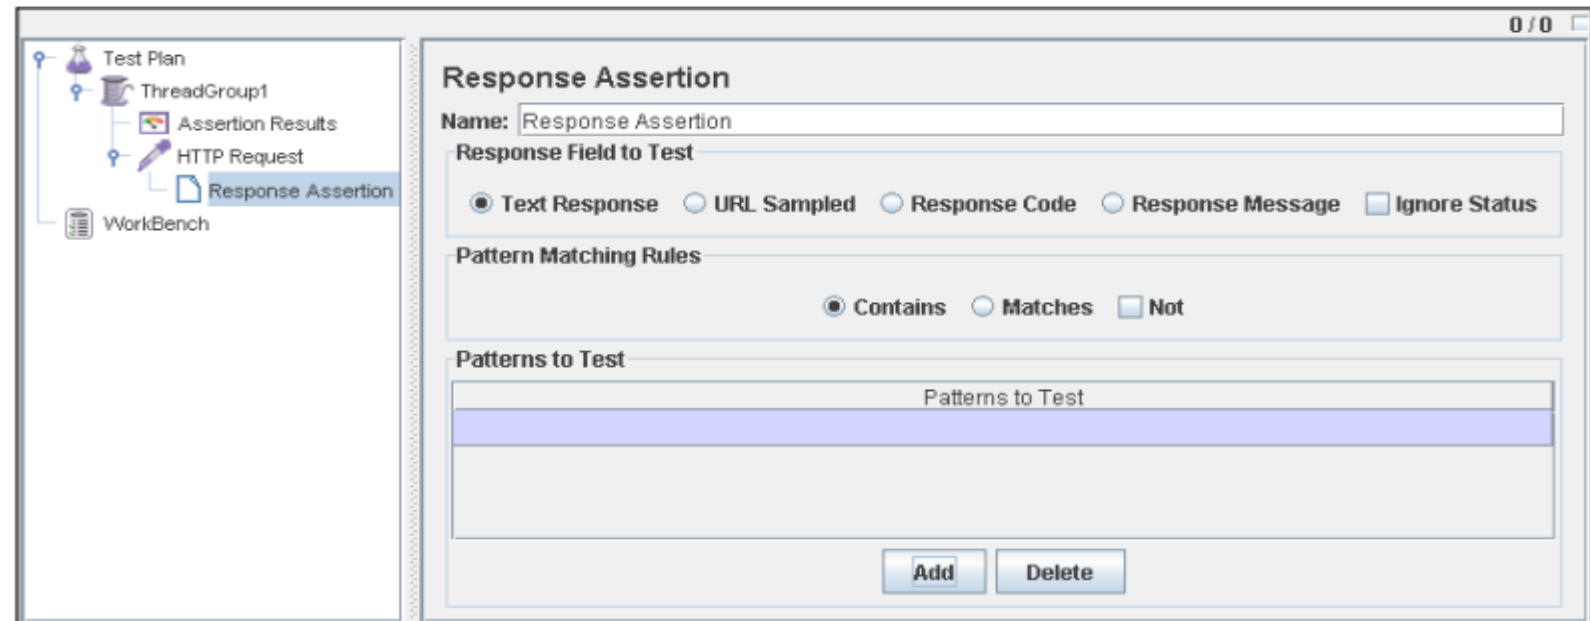 0 / 0
Test Plan
ThreadGroup1
Assertion Results
HTTP Request
Response Assertion
WorkBench
Response Assertion
Name: Response Assertion
Response Field to Test
Text Response URL Sampled Response Code Response Message Ignore Status
Pattern Matching Rules
Contains Matches Not
Patterns to Test
Patterns to Test
Add Delete